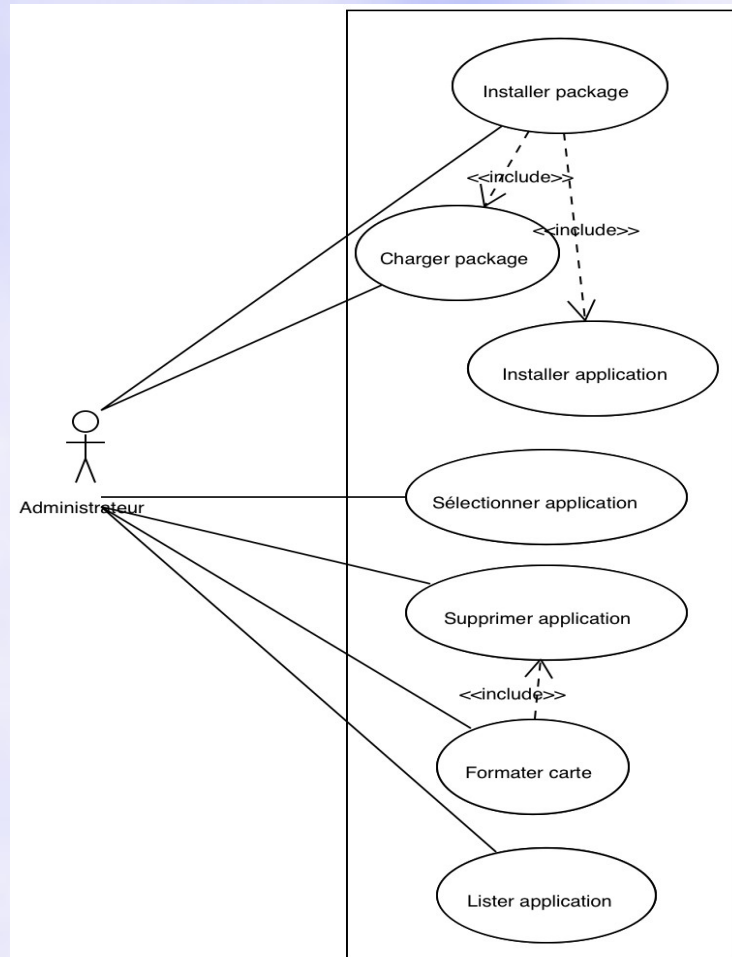 Installer package
<<include>>
<<include>>
Charger package
Installer application
Administrateur
Sélectionner application
Supprimer application
<<include>>
Formater carte
Lister application